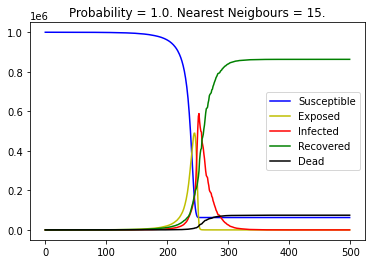 Probability = 1.0. Nearest Neigbours = 15.
1e6
1.0
0.8
0.6
0.4
0.2
0.0
Susceptible
Exposed
Infected
Recovered
Dead
0 100 200 300 400 500